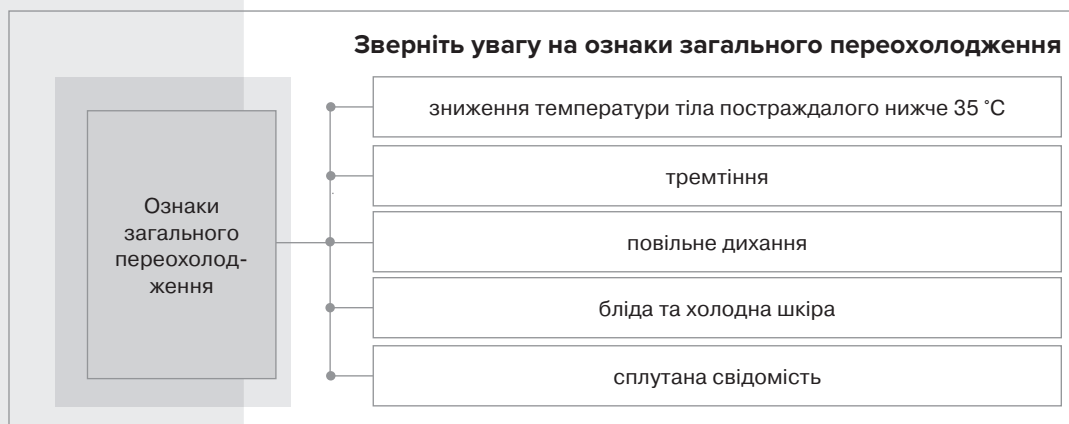 Зверніть увагу на ознаки загального переохолодження
Ознаки
загального
переохолод-
ження
зниження температури тіла постраждалого нижче 35 °С
тремтіння
повільне дихання
бліда та холодна шкіра
сплутана свідомість